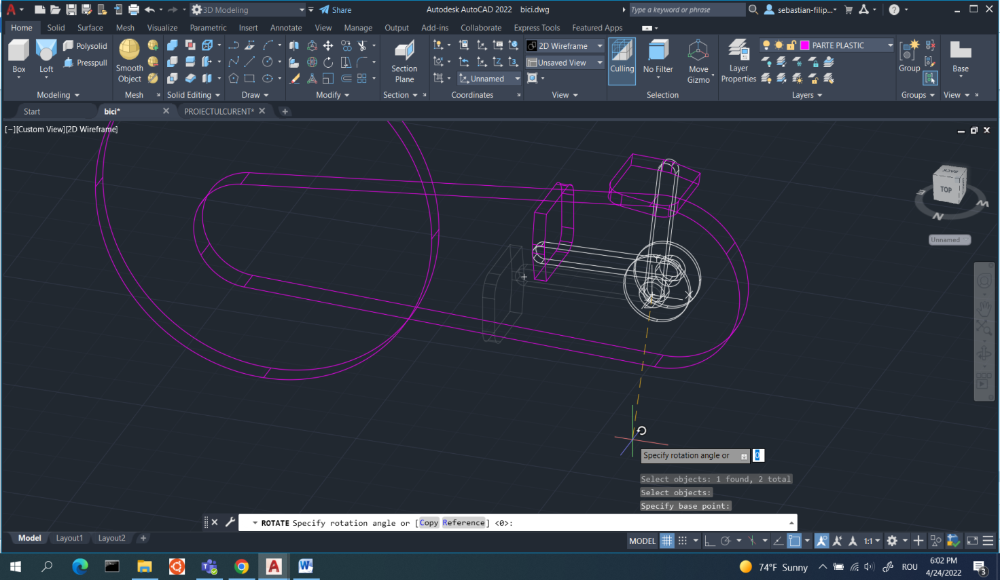 3D Modeling
Share
Autodesk AutoCAD 2022 bici.dwg
Type a keyword or phrase
sebastian-filip...
Home Solid Surface Mesh Visualize Parametric Insert Annotate View Manage Output Add-ins Collaborate Express Tools Featured Apps
Box
Loft
Polysolid
Presspull
Modeling
Smooth
Object
Mesh
Solid Editing
Draw
Modify
Section
Plane
Section
Unnamed
Coordinates
2D Wireframe
Unsaved View
View
Culling
No Filter
Move
Gizmo
Selection
Layer
Properties
PARTE PLASTIC
Layers
Group
Groups
Base
View
Start
bici*
PROIECTULCURENT*
[−][Custom View][2D Wireframe]
BACK
TOP
M
N
Unnamed
Specify rotation angle or
0
Select objects: 1 found, 2 total
Select objects:
Specify base point:
ROTATE Specify rotation angle or [Copy Reference] <0>:
Model Layout1 Layout2
MODEL
1:1
74°F Sunny
ROU
6:02 PM
4/24/2022
3